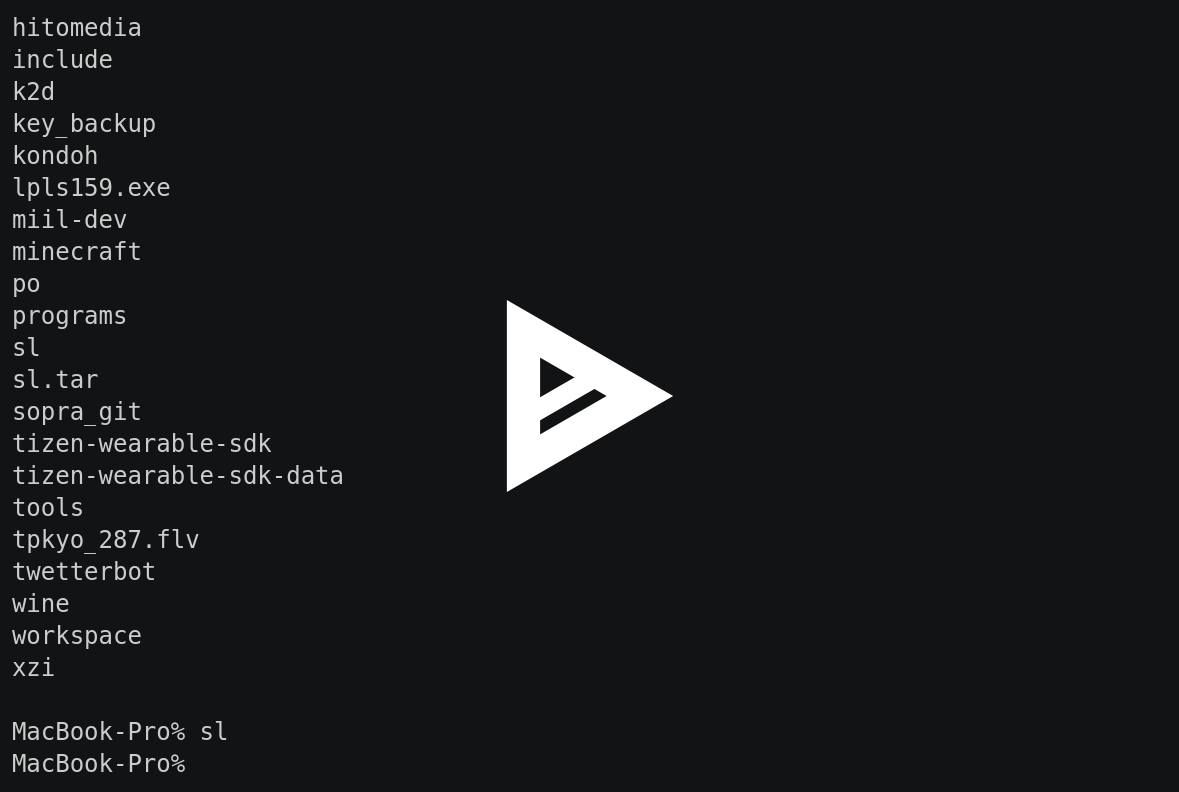 hitomedia
include
k2d
key_backup
kondoh
lpls159.exe
miil-dev
minecraft
po
programs
sl
sl.tar
sopra_git
tizen-wearable-sdk
tizen-wearable-sdk-data
tools
tpkyo_287.flv
twetterbot
wine
workspace
xzi
MacBook-Pro% sl
MacBook-Pro%